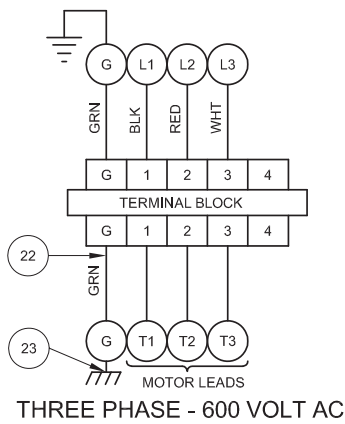 G L1 L2 L3
GRN BLK RED WHT
G 1 2 3 4
TERMINAL BLOCK
G 1 2 3 4
22
GRN
23
G T1 T2 T3
MOTOR LEADS
THREE PHASE - 600 VOLT AC